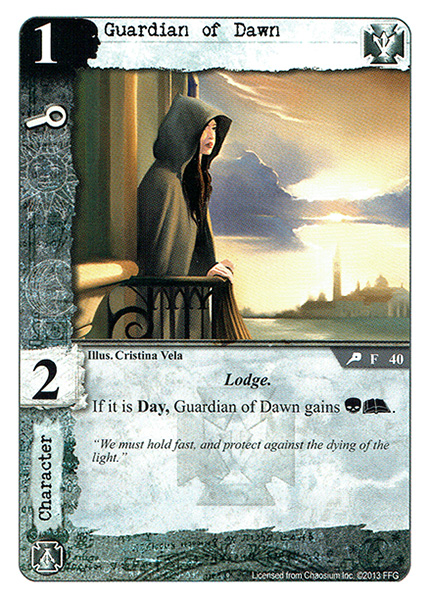 1
Guardian of Dawn
Illus. Cristina Vela
F 40
2
Lodge.
If it is Day, Guardian of Dawn gains .
"We must hold fast, and protect against the dying of the
light."
Character
Licensed from Chaosium Inc. ©2013 FFG